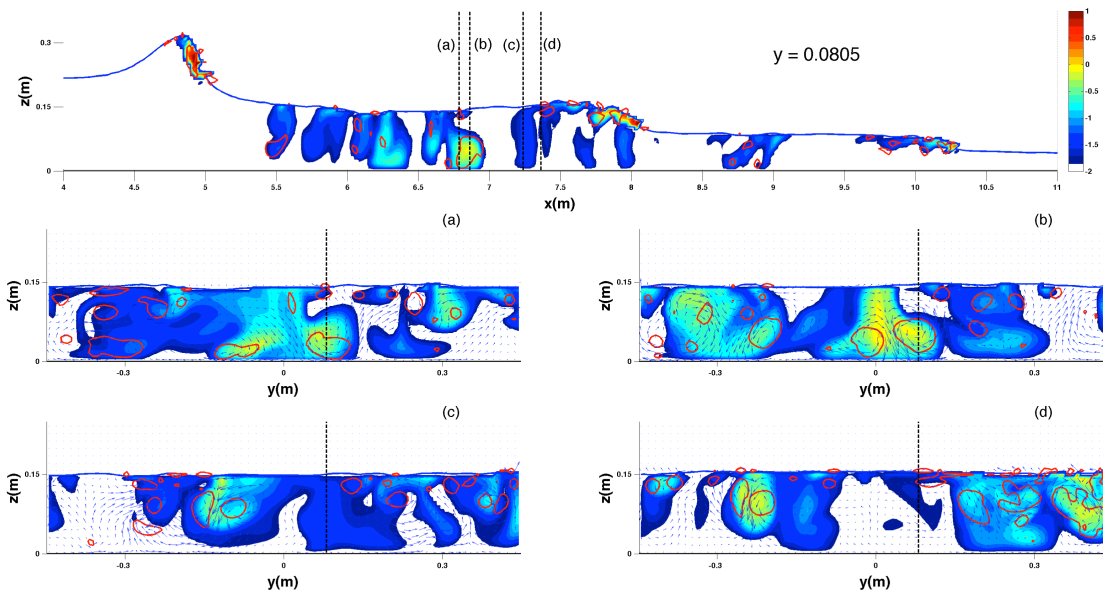 (a) (b) (c) (d)
y = 0.0805
z(m)
0.3
0.15
0
4 4.5 5 5.5 6 6.5 7 7.5 8 8.5 9 9.5 10 10.5 11
x(m)
1
0.5
0
-0.5
-1
-1.5
-2
(a)
z(m)
0.15
0
-0.3 0 0.3
y(m)
(b)
z(m)
0.15
0
-0.3 0 0.3
y(m)
(c)
z(m)
0.15
0
-0.3 0 0.3
y(m)
(d)
z(m)
0.15
0
-0.3 0 0.3
y(m)